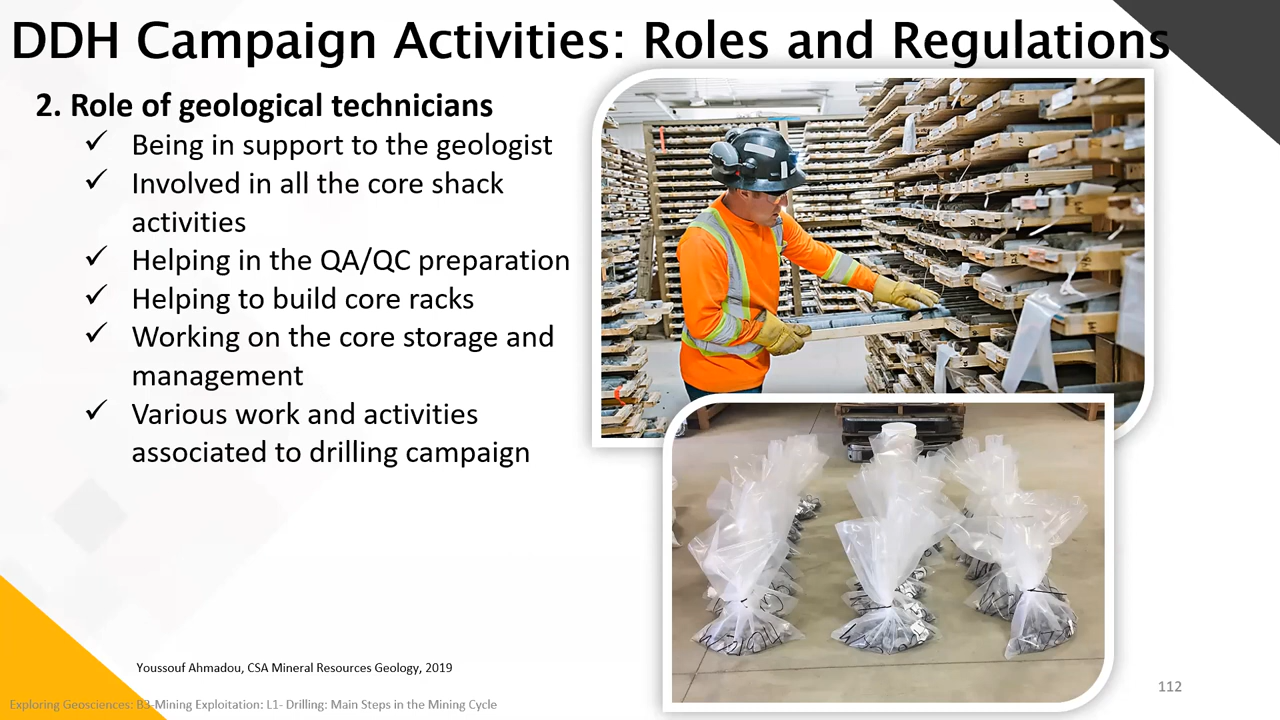 DDH Campaign Activities: Roles and Regulations
2. Role of geological technicians
✓ Being in support to the geologist
✓ Involved in all the core shack
activities
✓ Helping in the QA/QC preparation
✓ Helping to build core racks
✓ Working on the core storage and
management
✓ Various work and activities
associated to drilling campaign
Youssouf Ahmadou, CSA Mineral Resources Geology, 2019
112
Exploring Geosciences: B3-Mining Exploitation: L1- Drilling: Main Steps in the Mining Cycle